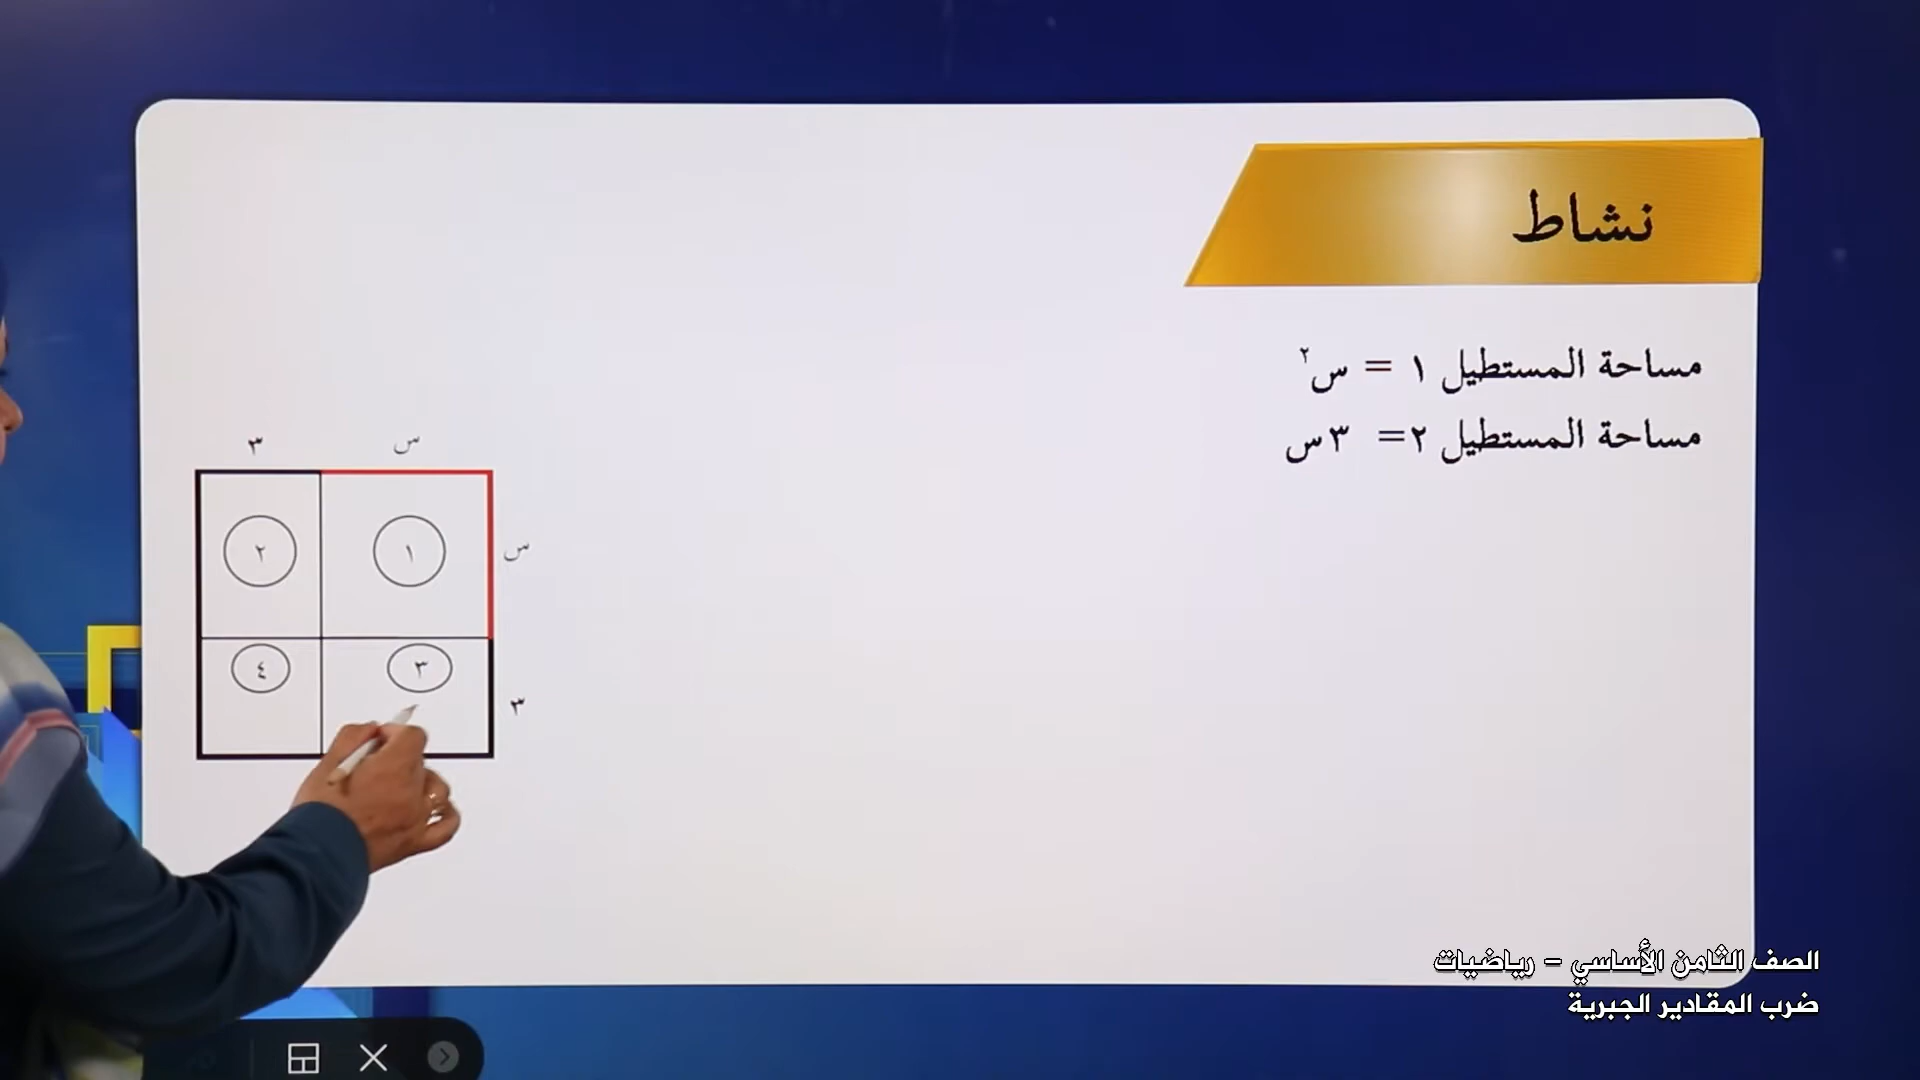 نشاط
مساحة المستطيل ١ = س٢
مساحة المستطيل ٢= ٣س
٣ س
٢ ١ س
٤ ٣
٣
الصف الثامن الأساسي - رياضيات
ضرب المقادير الجبرية